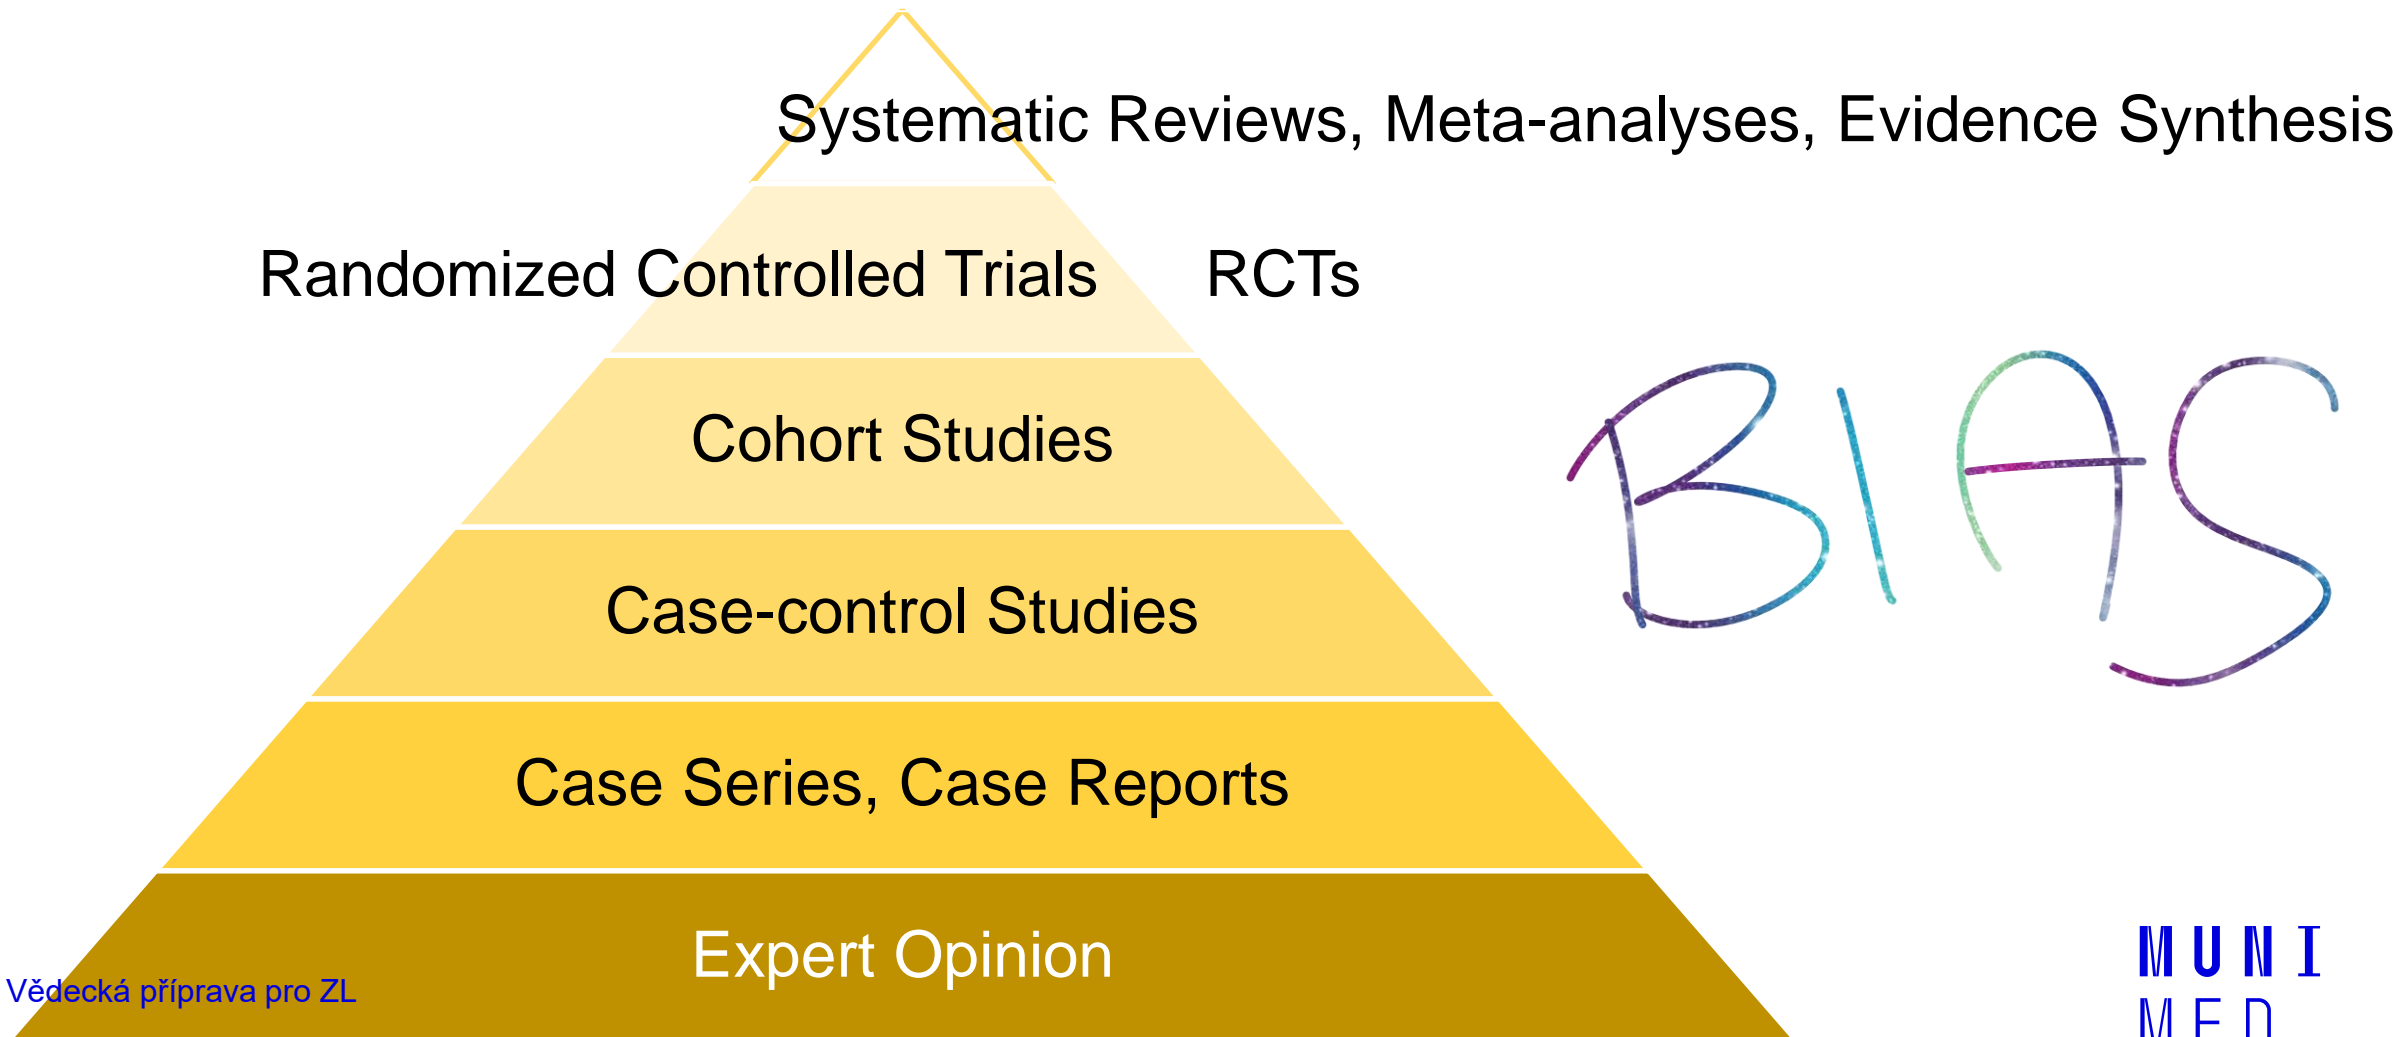 Systematic Reviews, Meta-analyses, Evidence Synthesis
Randomized Controlled Trials RCTs
BIAS
Cohort Studies
Case-control Studies
Case Series, Case Reports
Expert Opinion
Vědecká příprava pro ZL
MUNI
MED